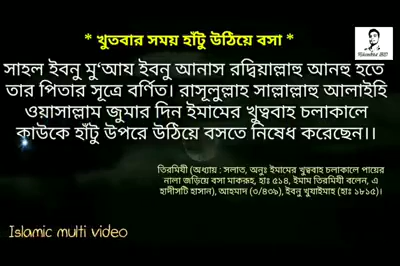 * খুতবার সময় হাঁটু উঠিয়ে বসা *
সাহল ইবনু মু'আয ইবনু আনাস রদ্বিয়াল্লাহু আনহু হতে
তার পিতার সূত্রে বর্ণিত। রাসূলুল্লাহ সাল্লাল্লাহু আলাইহি
ওয়াসাল্লাম জুমার দিন ইমামের খুত্ববাহ চলাকালে
কাউকে হাঁটু উপরে উঠিয়ে বসতে নিষেধ করেছেন।।
তিরমিযী (অধ্যায় : সলাত, অনুঃ ইমামের খুত্ববাহ চলাকালে পায়ের
নালা জড়িয়ে বসা মাকরূহ, হাঃ ৫১৪, ইমাম তিরমিযী বলেন, এ
হাদীসটি হাসান), আহমাদ (৩/৪৩৯), ইবনু খুযাইমাহ (হাঃ ১৮১৫)।
Islamic multi video